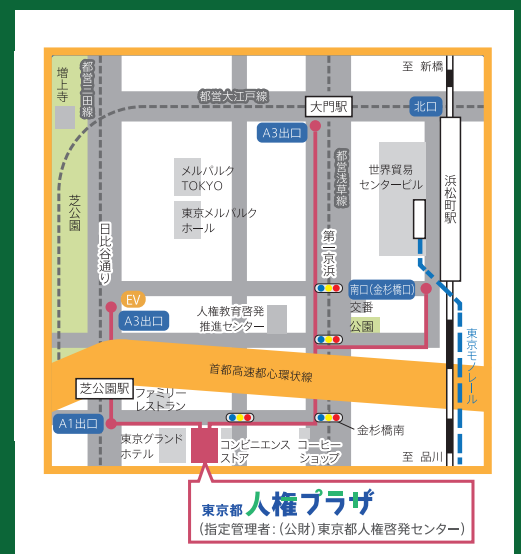 至 新橋
増上寺
都営三田線
都営大江戸線
大門駅
北口
A3出口
都営浅草線
メルパルク
TOKYO
世界貿易
センタービル
浜松町駅
芝公園
東京メルパルク
ホール
日比谷通り
第一京浜
南口(金杉橋口)
EV
A3出口
人権教育啓発
推進センター
交番
公園
東京モノレール
首都高速都心環状線
芝公園駅
ファミリー
レストラン
A1出口
金杉橋南
東京グランド
ホテル
コンビニエンス
ストア
コーヒー
ショップ
至 品川
東京都 人権プラザ
(指定管理者:(公財)東京都人権啓発センター)